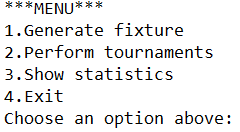 ***MENU***
1.Generate fixture
2.Perform tournaments
3.Show statistics
4.Exit
Choose an option above: